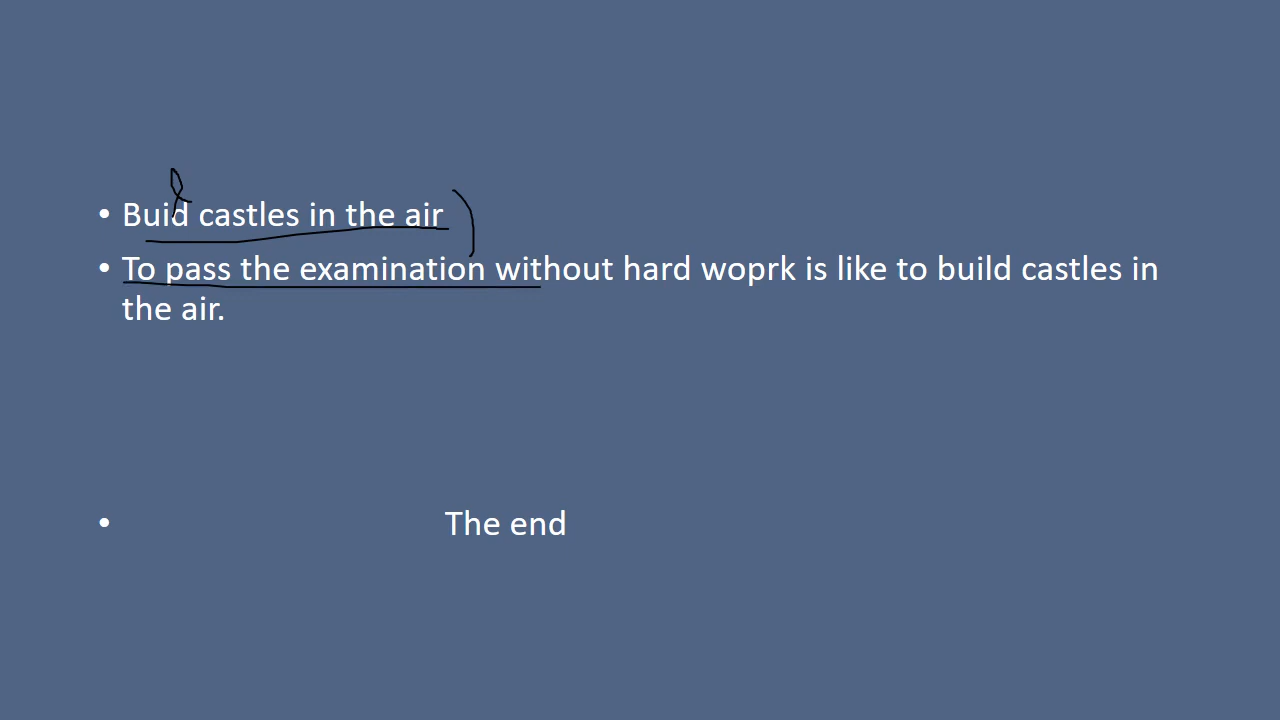 • Buid castles in the air
• To pass the examination without hard woprk is like to build castles in
the air.
• The end